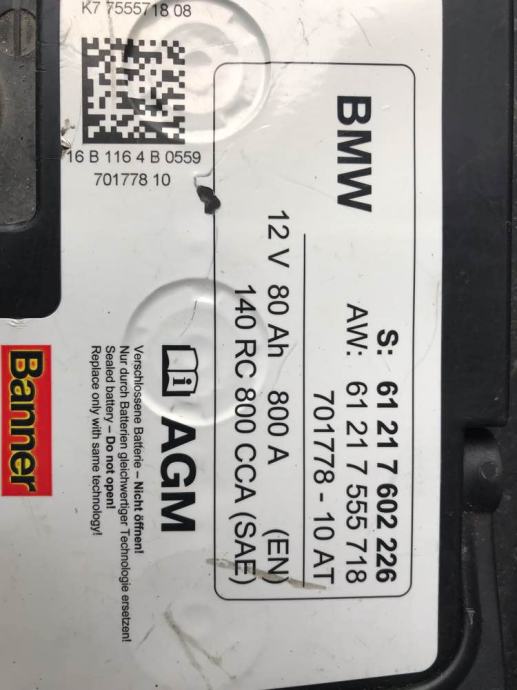 K7 7555718 08
16 B 116 4 B 0559
701778 10
BMW
S: 61 21 7 602 226
AW: 61 21 7 555 718
701778 - 10 AT
12 V 80 Ah 800 A (EN)
140 RC 800 CCA (SAE)
i AGM
Verschlossene Batterie – Nicht öffnen!
Nur durch Batterien gleichwertiger Technologie ersetzen!
Sealed battery – Do not open!
Replace only with same technology!
Banner